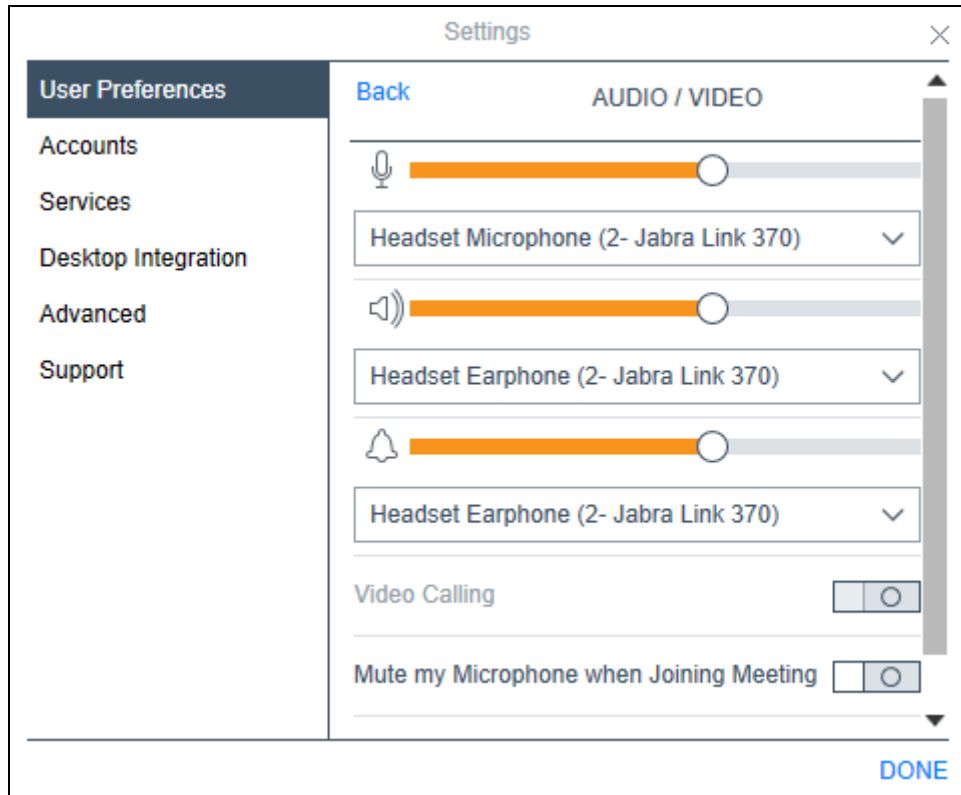 Settings
User Preferences
Accounts
Services
Desktop Integration
Advanced
Support
Back
AUDIO / VIDEO
Headset Microphone (2- Jabra Link 370)
Headset Earphone (2- Jabra Link 370)
Headset Earphone (2- Jabra Link 370)
Video Calling
Mute my Microphone when Joining Meeting
DONE